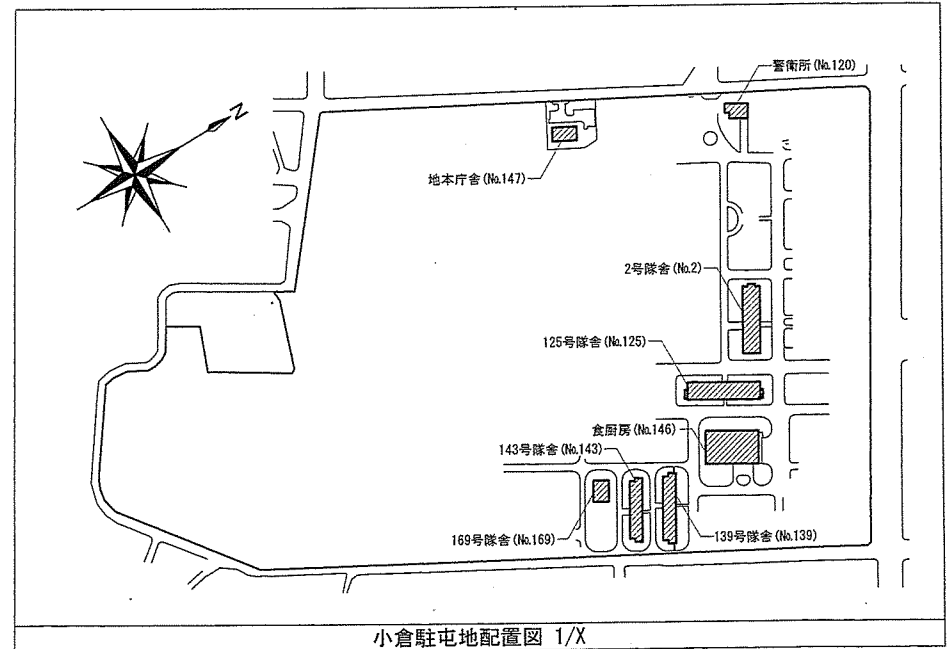 警衛所(No.120)
N
地本庁舎(No.147)
2号隊舎(No.2)
125号隊舎(No.125)
食厨房(No.146)
143号隊舎(No.143)
169号隊舎(No.169)
139号隊舎(No.139)
小倉駐屯地配置図 1/X